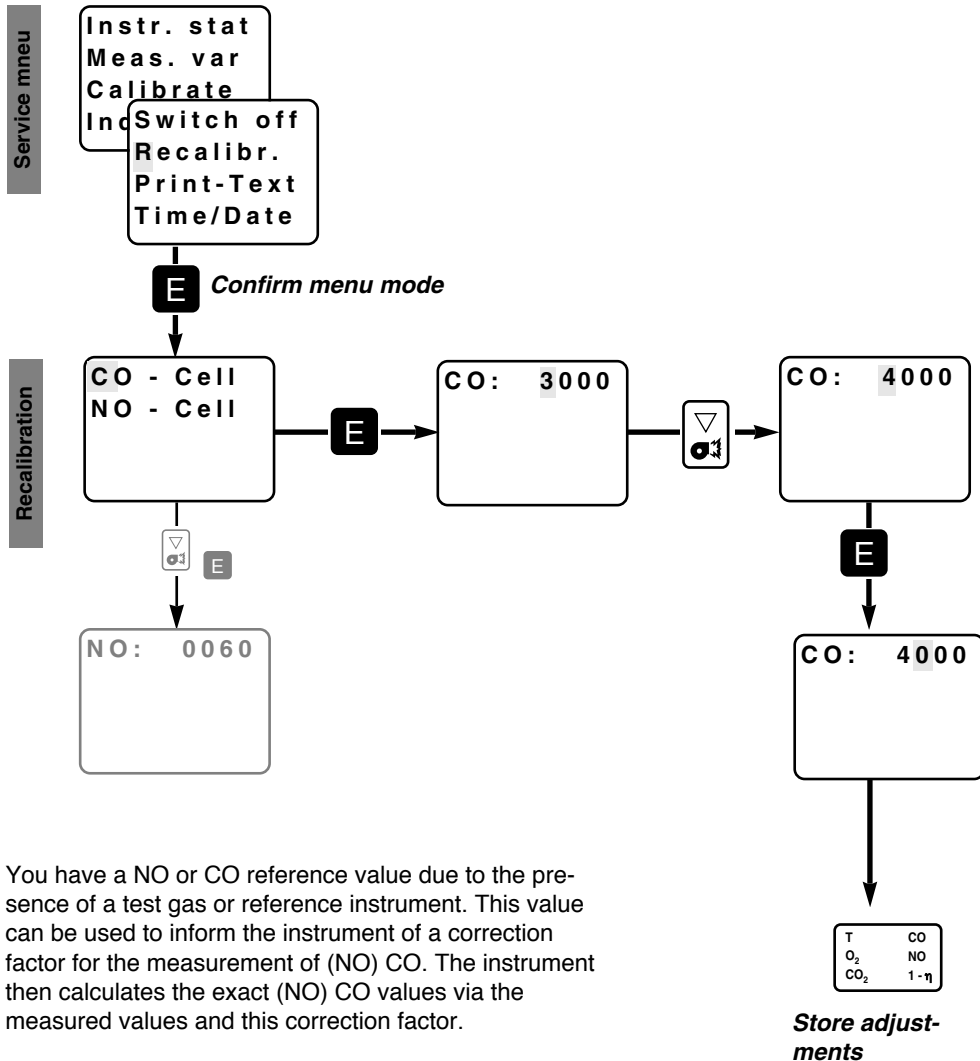 Service mneu
Instr. stat
Meas. var
Calibrate
Switch off
Recalibr.
Print-Text
Time/Date
E
Confirm menu mode
Recalibration
CO - Cell
NO - Cell
E
CO: 3000
CO: 4000
E
E
NO: 0060
CO: 4000
You have a NO or CO reference value due to the pre-
sence of a test gas or reference instrument. This value
can be used to inform the instrument of a correction
factor for the measurement of (NO) CO. The instrument
then calculates the exact (NO) CO values via the
measured values and this correction factor.
T CO
O₂ NO
CO₂ 1 - η
Store adjust-
ments